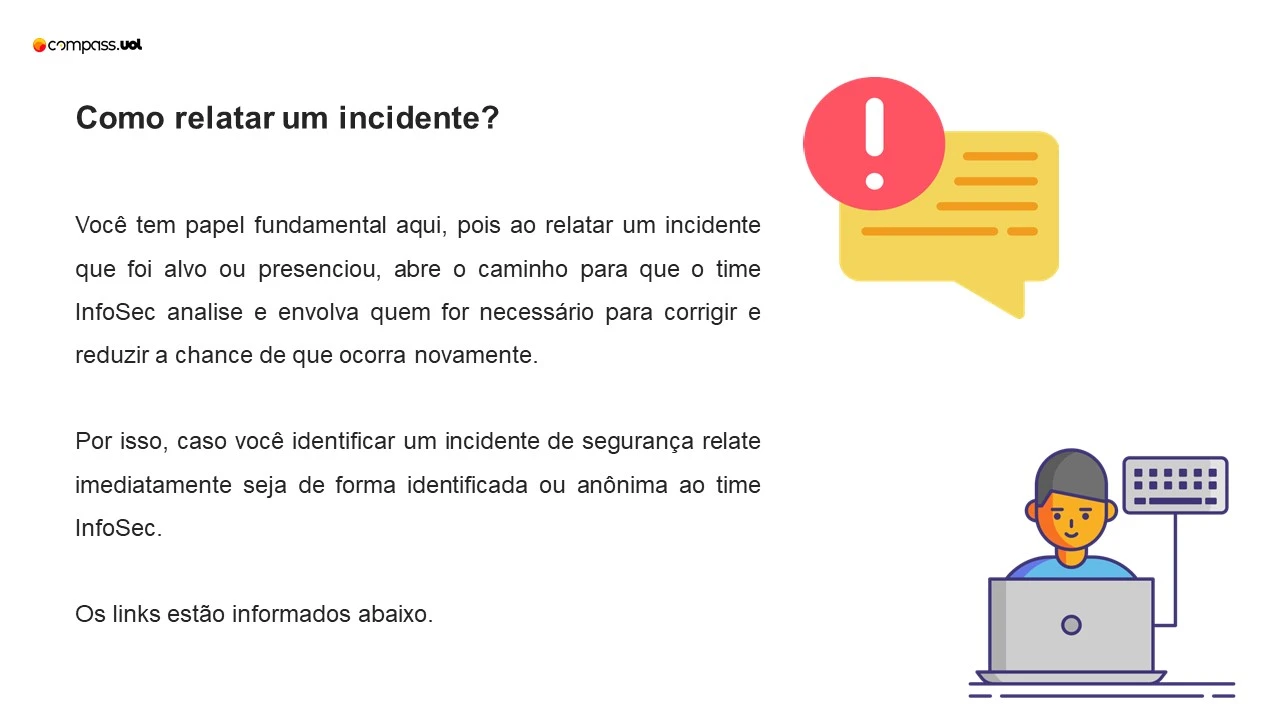 compass.uol
Como relatar um incidente?
Você tem papel fundamental aqui, pois ao relatar um incidente
que foi alvo ou presenciou, abre o caminho para que o time
InfoSec analise e envolva quem for necessário para corrigir e
reduzir a chance de que ocorra novamente.
Por isso, caso você identificar um incidente de segurança relate
imediatamente seja de forma identificada ou anônima ao time
InfoSec.
Os links estão informados abaixo.